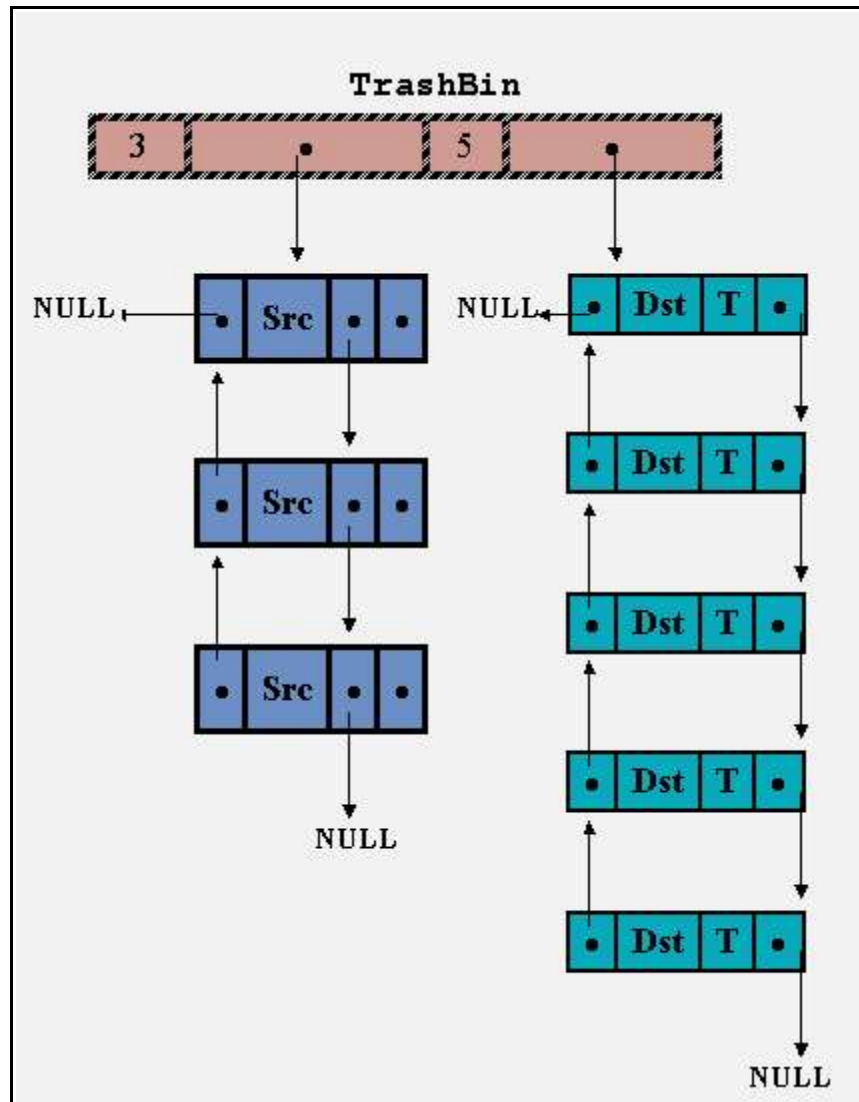 TrashBin
3 5
NULL Src NULL Dst T
Src Dst T
Src Dst T
Dst T
NULL
Dst T
NULL